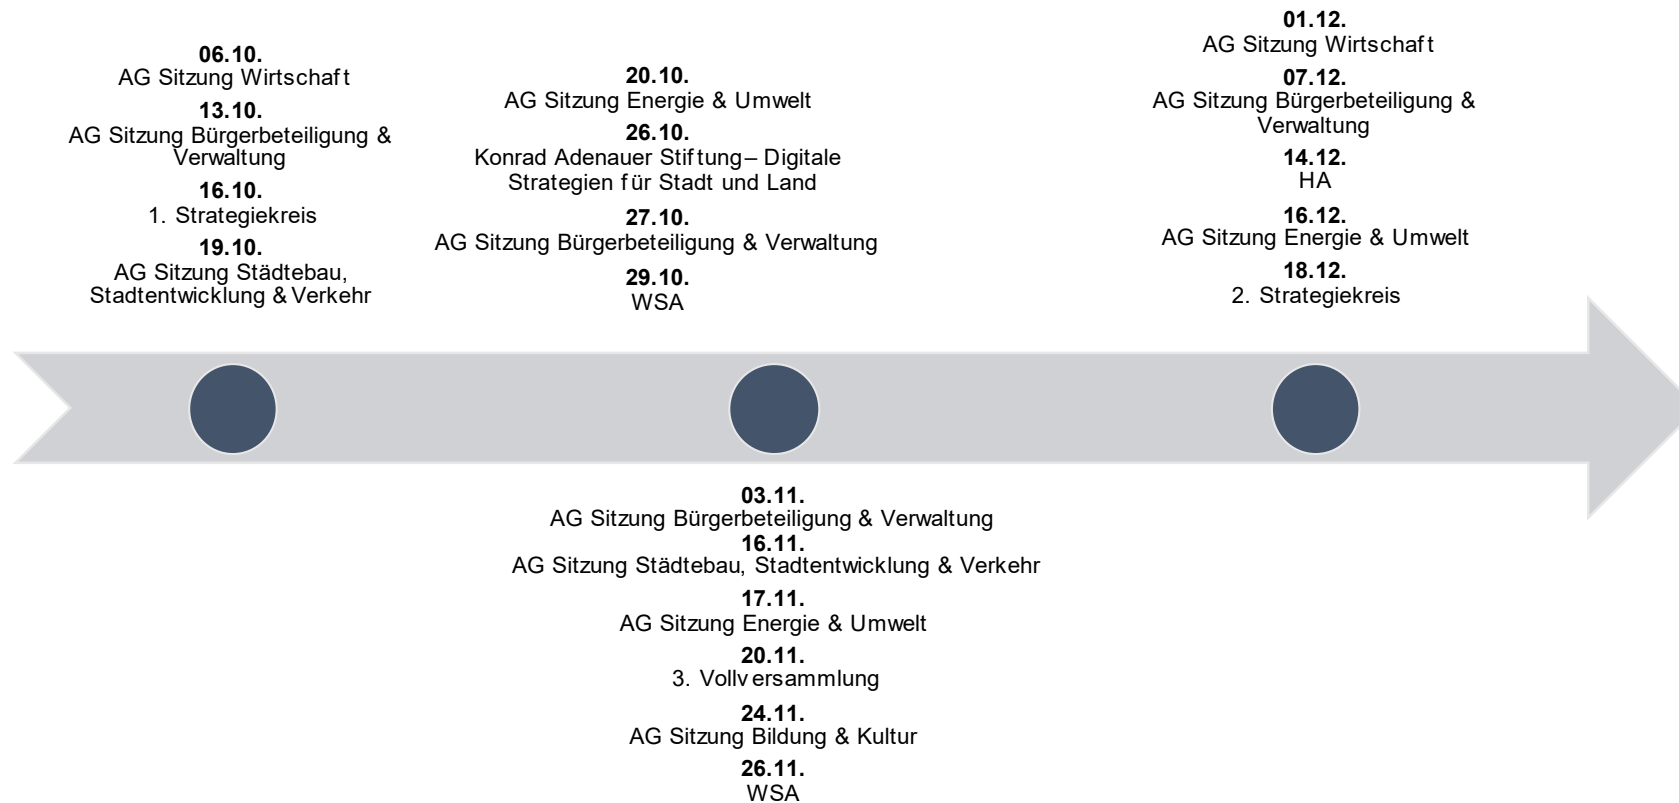 06.10.
AG Sitzung Wirtschaft
13.10.
AG Sitzung Bürgerbeteiligung &
Verwaltung
16.10.
1. Strategiekreis
19.10.
AG Sitzung Städtebau,
Stadtentwicklung & Verkehr
20.10.
AG Sitzung Energie & Umwelt
26.10.
Konrad Adenauer Stiftung – Digitale
Strategien für Stadt und Land
27.10.
AG Sitzung Bürgerbeteiligung & Verwaltung
29.10.
WSA
01.12.
AG Sitzung Wirtschaft
07.12.
AG Sitzung Bürgerbeteiligung &
Verwaltung
14.12.
HA
16.12.
AG Sitzung Energie & Umwelt
18.12.
2. Strategiekreis
03.11.
AG Sitzung Bürgerbeteiligung & Verwaltung
16.11.
AG Sitzung Städtebau, Stadtentwicklung & Verkehr
17.11.
AG Sitzung Energie & Umwelt
20.11.
3. Vollversammlung
24.11.
AG Sitzung Bildung & Kultur
26.11.
WSA